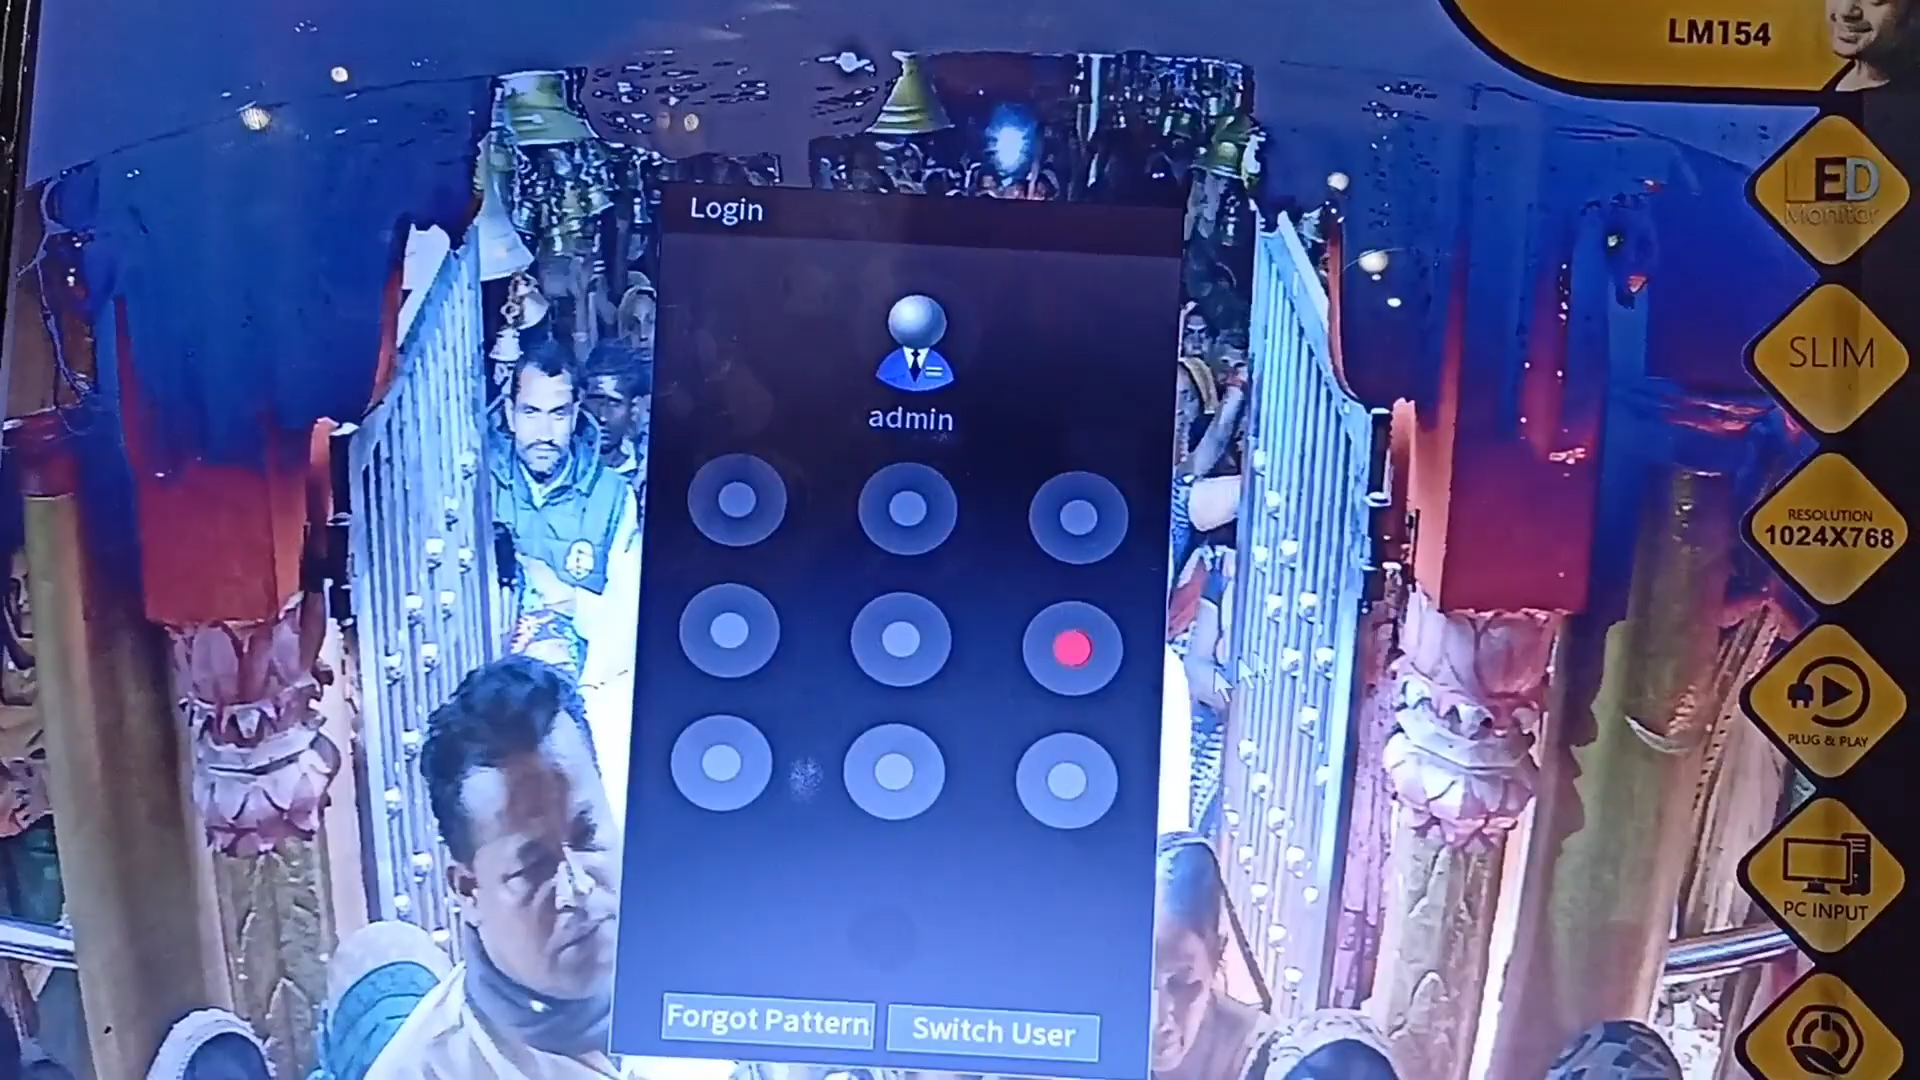 LM154
LED
Monitor
SLIM
RESOLUTION
1024X768
PLUG & PLAY
PC INPUT
Login
admin
Forgot Pattern
Switch User